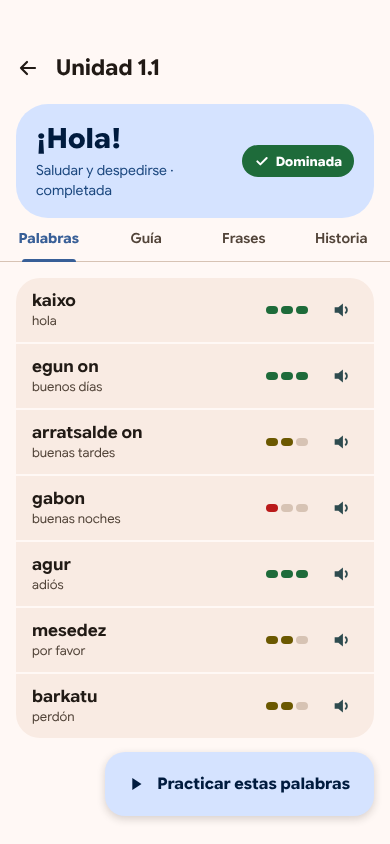 Unidad 1.1
¡Hola!
Saludar y despedirse ·
completada
Dominada
Palabras
Guía
Frases
Historia
kaixo
hola
egun on
buenos días
arratsalde on
buenas tardes
gabon
buenas noches
agur
adiós
mesedez
por favor
barkatu
perdón
Practicar estas palabras